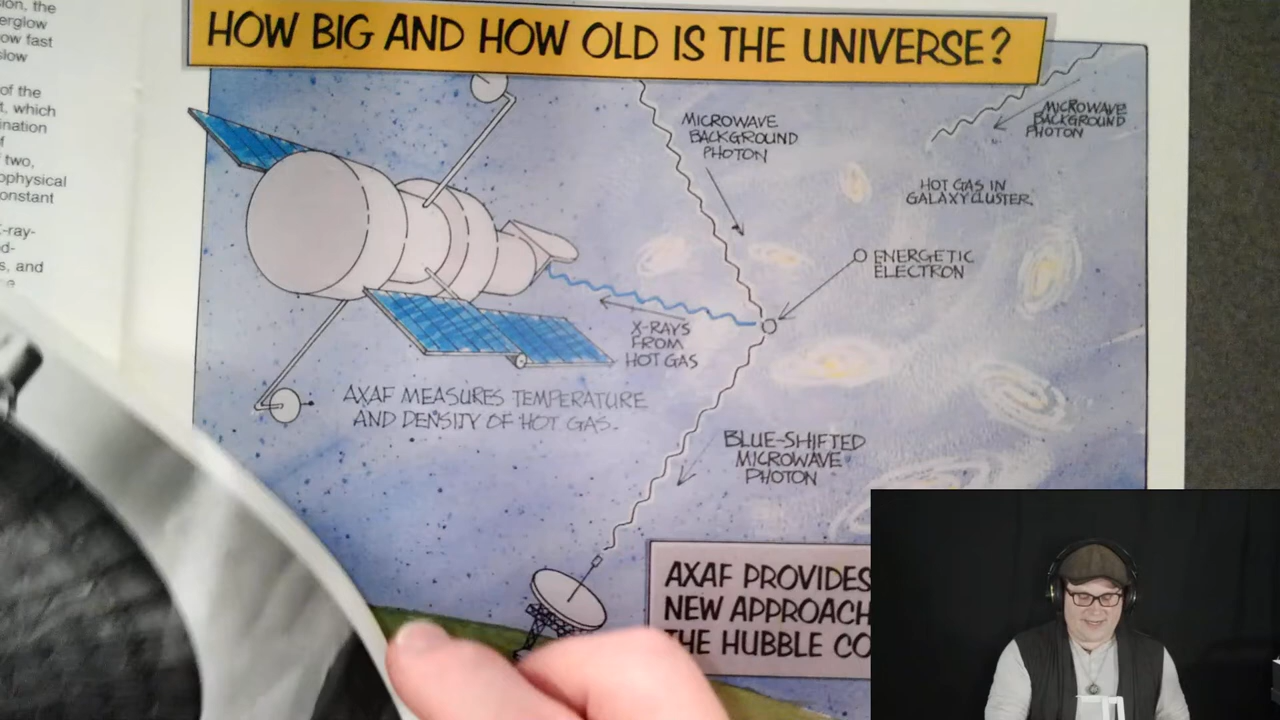 sion, the
erglow
ow fast
slow
of the
t, which
ination
f
two,
ophysical
onstant
X-ray-
ed-
s, and
HOW BIG AND HOW OLD IS THE UNIVERSE?
MICROWAVE
BACKGROUND
PHOTON
MICROWAVE
BACKGROUND
PHOTON
HOT GAS IN
GALAXY CLUSTER.
ENERGETIC
ELECTRON
X-RAYS
FROM
HOT GAS
AXAF MEASURES TEMPERATURE
AND DENSITY OF HOT GAS.
BLUE-SHIFTED
MICROWAVE
PHOTON
AXAF PROVIDES
NEW APPROACH
THE HUBBLE CO